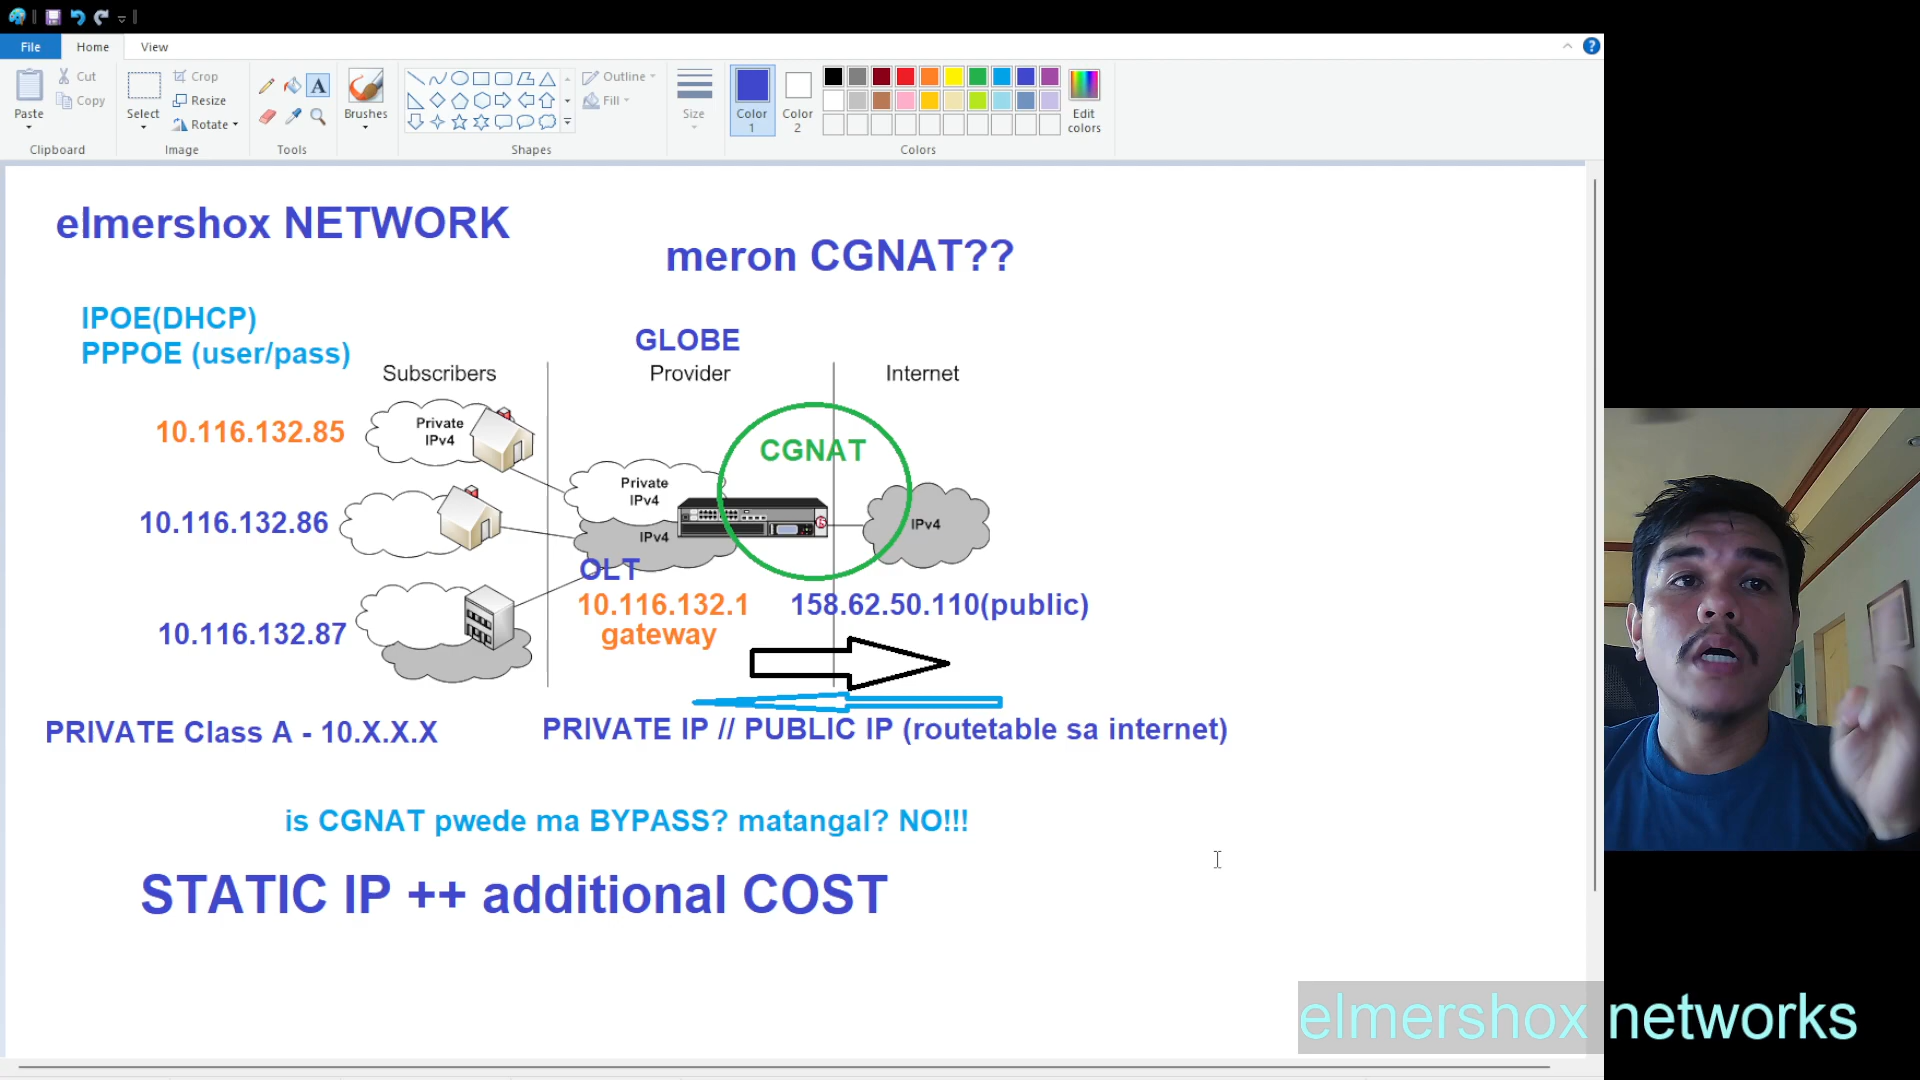 File
Home
View
Paste
Cut
Copy
Clipboard
Select
Crop
Resize
Rotate
Image
A
Tools
Brushes
Outline
Fill
Shapes
Size
Color
1
Color
2
Edit
colors
Colors
?
elmershox NETWORK
meron CGNAT??
IPOE(DHCP)
PPPOE (user/pass)
GLOBE
Subscribers
Provider
Internet
10.116.132.85
Private
IPv4
CGNAT
Private
IPv4
10.116.132.86
IPv4
IPv4
OLT
10.116.132.1
gateway
158.62.50.110(public)
10.116.132.87
PRIVATE Class A - 10.X.X.X
PRIVATE IP // PUBLIC IP (routetable sa internet)
is CGNAT pwede ma BYPASS? matangal? NO!!!
STATIC IP ++ additional COST
elmershox networks